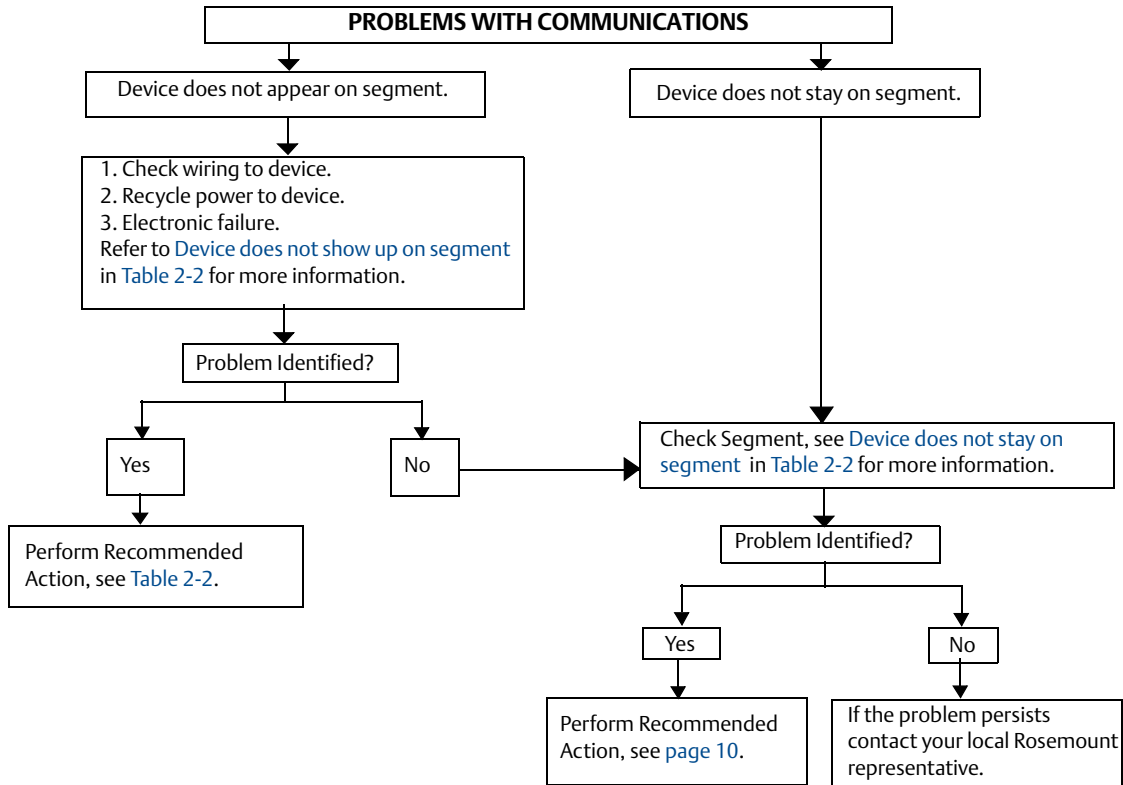 PROBLEMS WITH COMMUNICATIONS
Device does not appear on segment.
Device does not stay on segment.
1. Check wiring to device.
2. Recycle power to device.
3. Electronic failure.
Refer to Device does not show up on segment
in Table 2-2 for more information.
Problem Identified?
Yes
No
Check Segment, see Device does not stay on
segment in Table 2-2 for more information.
Perform Recommended
Action, see Table 2-2.
Problem Identified?
Yes
No
Perform Recommended
Action, see page 10.
If the problem persists
contact your local Rosemount
representative.